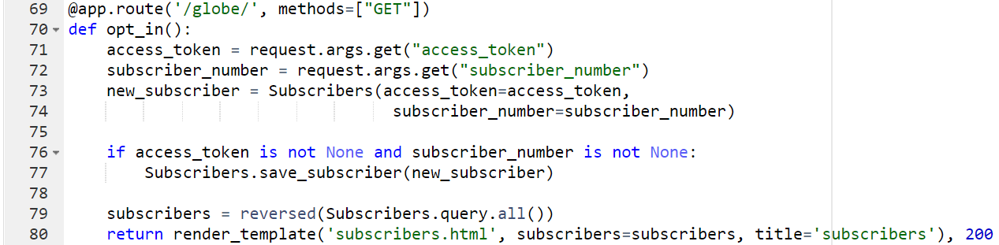 69 @app.route('/globe/', methods=["GET"])
70 def opt_in():
71     access_token = request.args.get("access_token")
72     subscriber_number = request.args.get("subscriber_number")
73     new_subscriber = Subscribers(access_token=access_token,
74                                  subscriber_number=subscriber_number)
75
76     if access_token is not None and subscriber_number is not None:
77         Subscribers.save_subscriber(new_subscriber)
78
79     subscribers = reversed(Subscribers.query.all())
80     return render_template('subscribers.html', subscribers=subscribers, title='subscribers'), 200